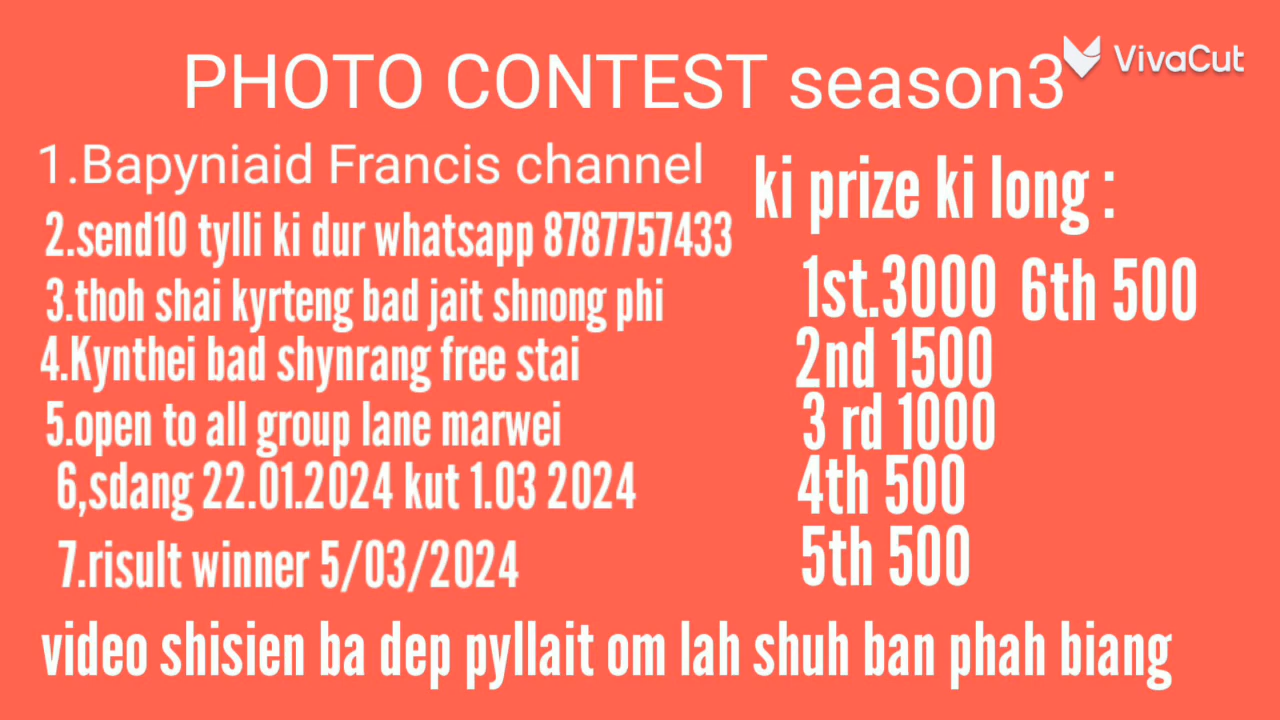 PHOTO CONTEST season3
VivaCut
1.Bapyniaid Francis channel
2.send10 tylli ki dur whatsapp 8787757433
3.thoh shai kyrteng bad jait shnong phi
4.Kynthei bad shynrang free stai
5.open to all group lane marwei
6,sdang 22.01.2024 kut 1.03 2024
7.risult winner 5/03/2024
ki prize ki long :
1st.3000 6th 500
2nd 1500
3 rd 1000
4th 500
5th 500
video shisien ba dep pyllait om lah shuh ban phah biang